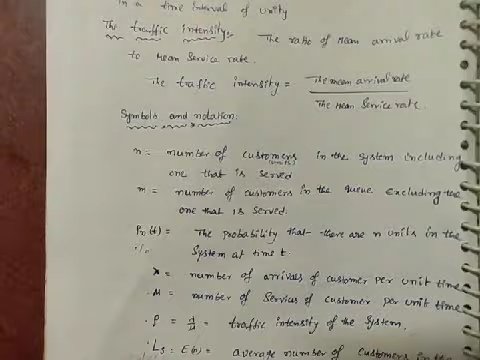 in a time interval of unity
The traffic intensity:- The ratio of mean arrival rate
to mean service rate.
The traffic intensity = The mean arrival rate
The mean service rate.
Symbols and notation:
n = number of customers in the system including
(units)
one that is served
m = number of customers in the queue excluding the
one that is served.
Pn(t) = The probability that there are n units in the
system at time t
λ = number of arrivals of customer per unit time
μ = number of services of customer per unit time
ρ = λ/μ = traffic intensity of the system.
Ls = E(n) = average number of customers in the